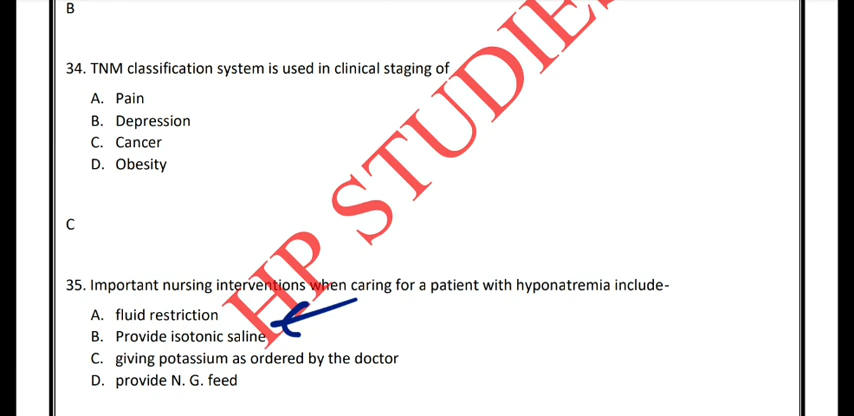 B
34. TNM classification system is used in clinical staging of
A. Pain
B. Depression
C. Cancer
D. Obesity
C
35. Important nursing interventions when caring for a patient with hyponatremia include-
A. fluid restriction
B. Provide isotonic saline
C. giving potassium as ordered by the doctor
D. provide N. G. feed
HP STUDIE